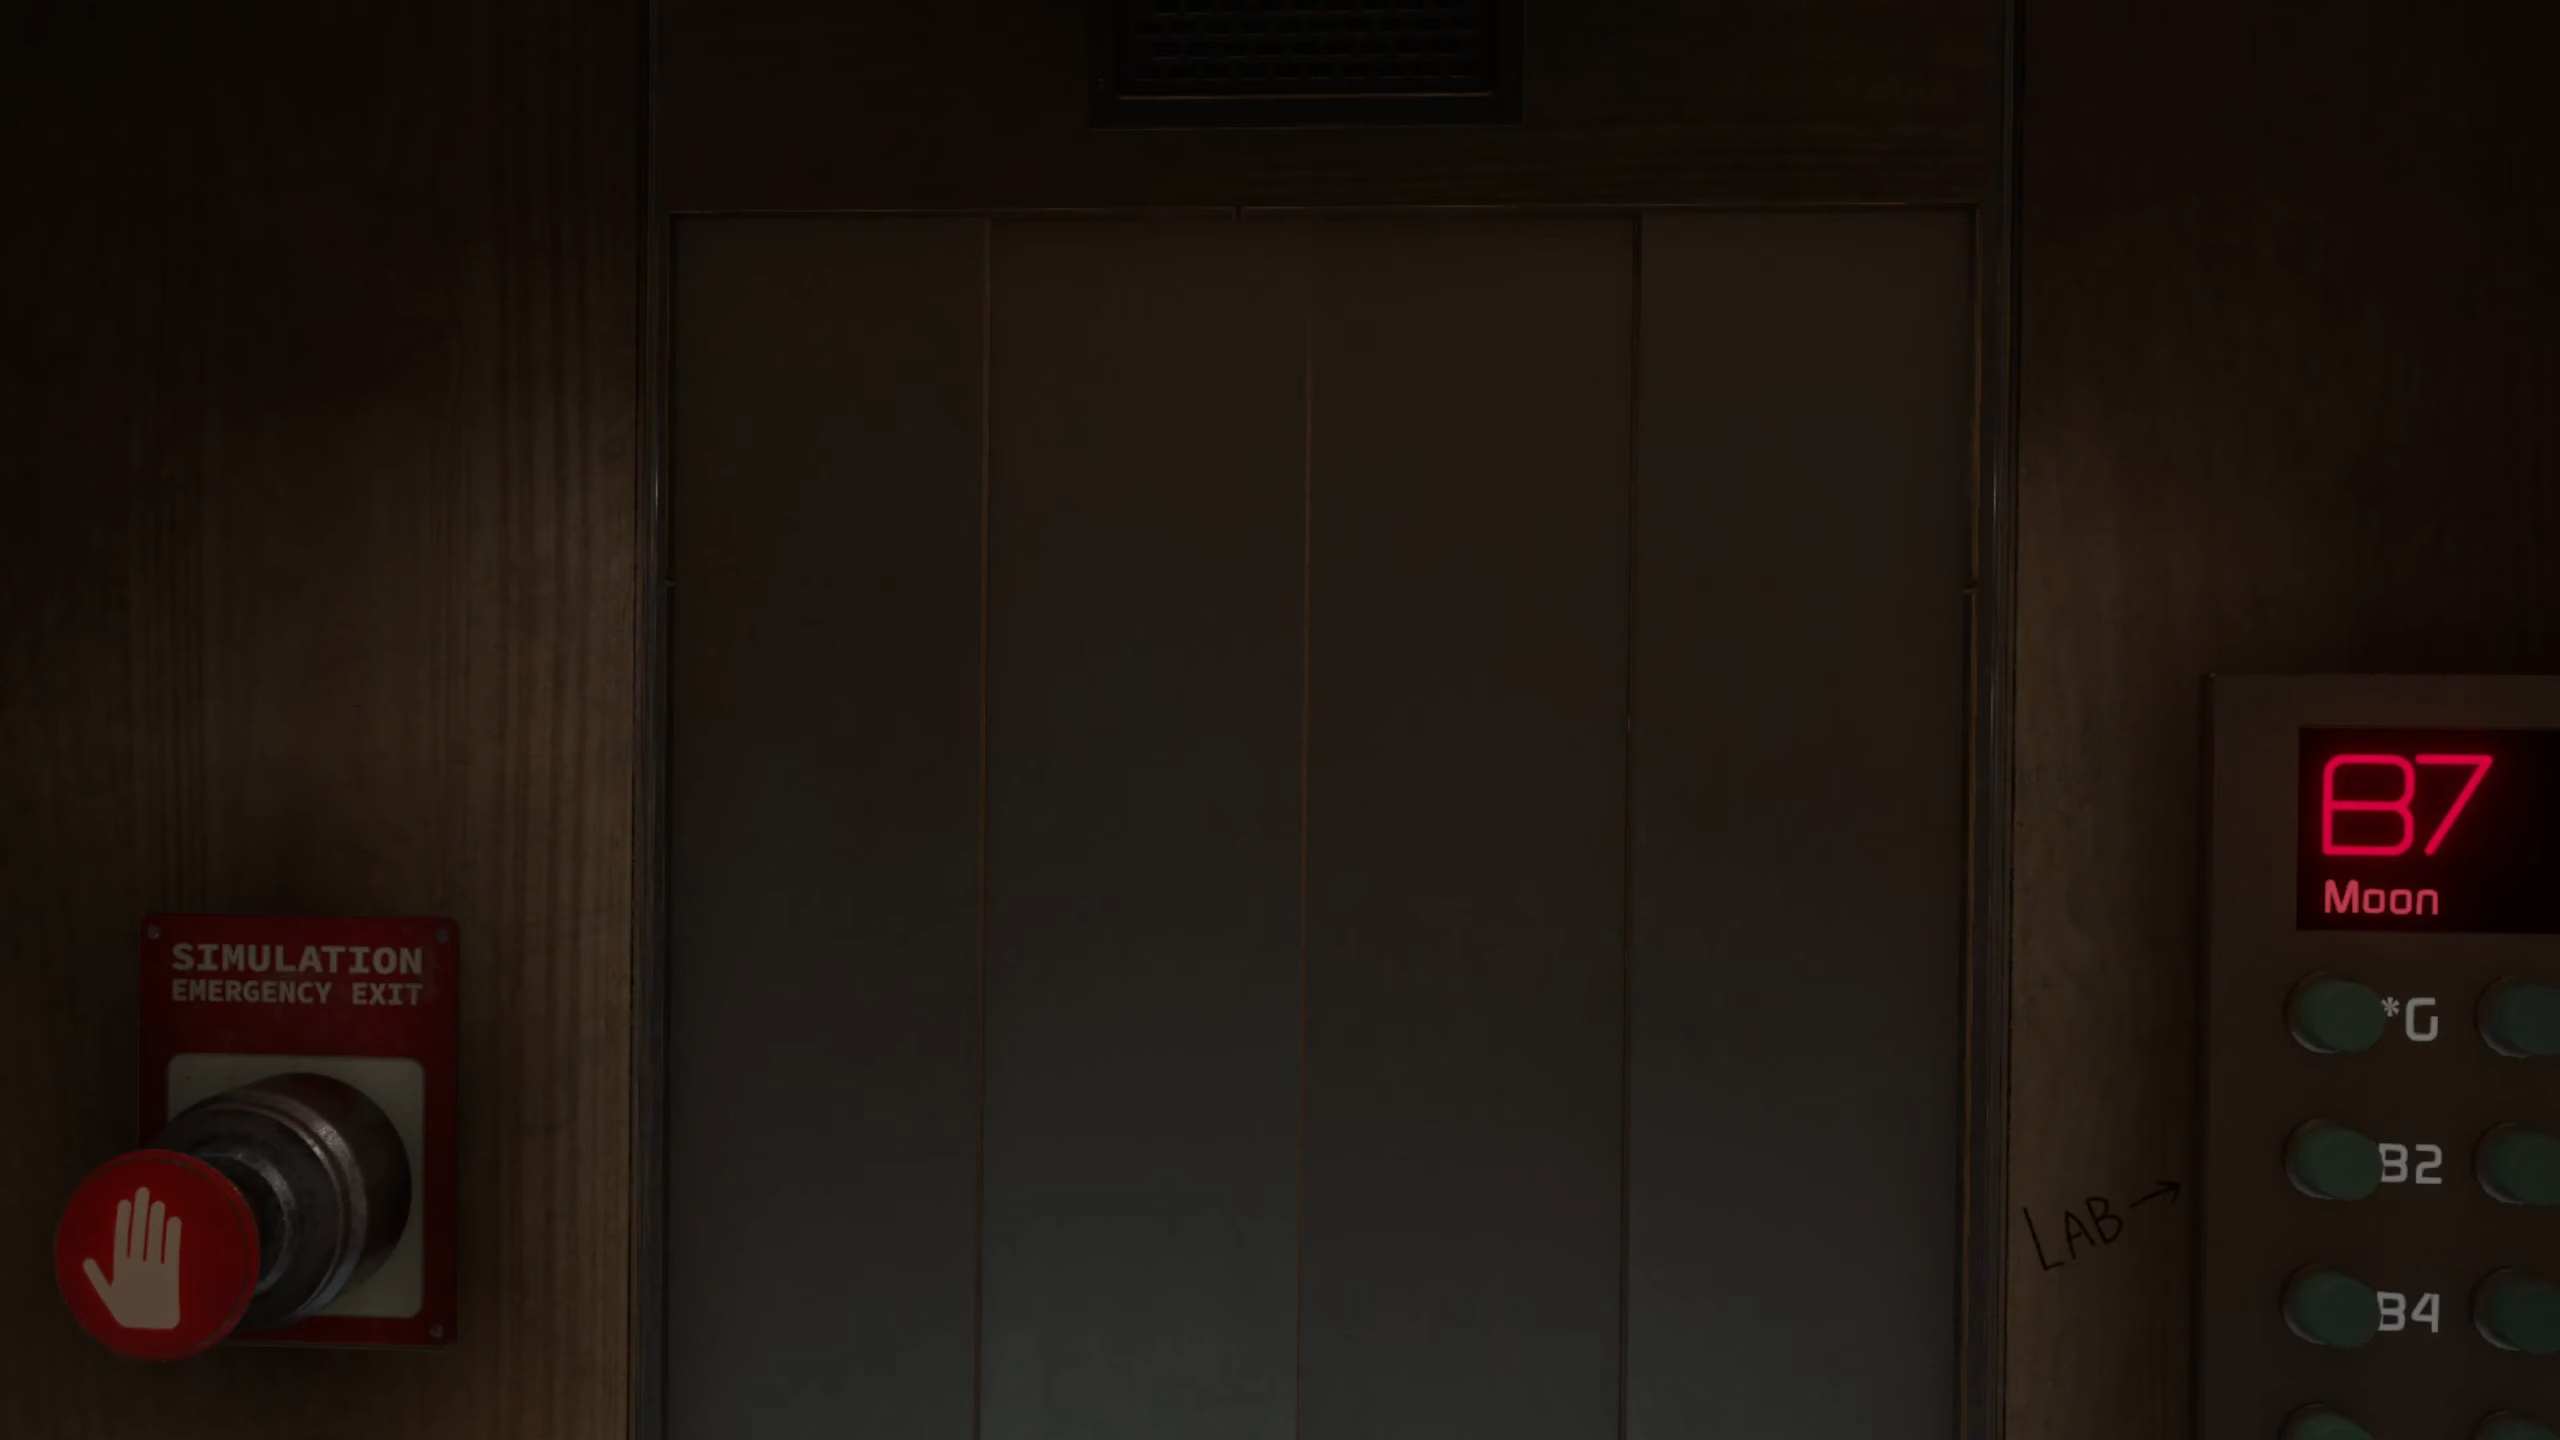 SIMULATION
EMERGENCY EXIT
B7
Moon
*G
B2
B4
LAB →